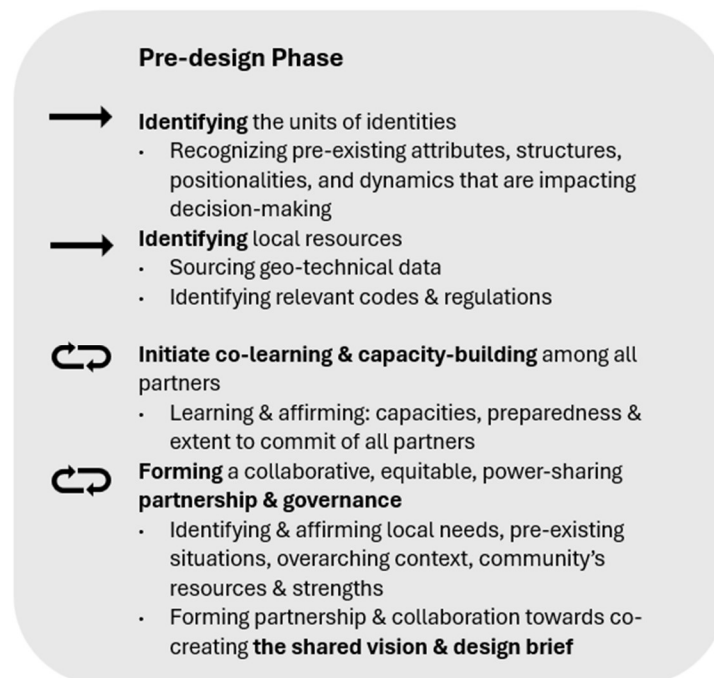 Pre-design Phase
Identifying the units of identities
· Recognizing pre-existing attributes, structures,
positionalities, and dynamics that are impacting
decision-making
Identifying local resources
· Sourcing geo-technical data
· Identifying relevant codes & regulations
Initiate co-learning & capacity-building among all
partners
· Learning & affirming: capacities, preparedness &
extent to commit of all partners
Forming a collaborative, equitable, power-sharing
partnership & governance
· Identifying & affirming local needs, pre-existing
situations, overarching context, community’s
resources & strengths
· Forming partnership & collaboration towards co-
creating the shared vision & design brief